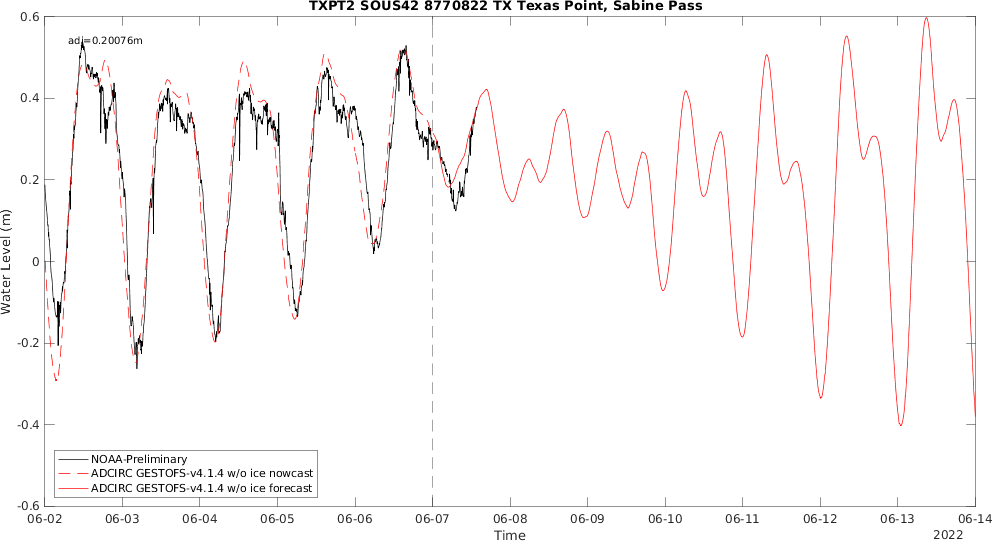 TXPT2 SOUS42 8770822 TX Texas Point, Sabine Pass
0.6
adj=0.20076m
0.4
0.2
0
-0.2
-0.4
-0.6
Water Level (m)
NOAA-Preliminary
ADCIRC GESTOFS-v4.1.4 w/o ice nowcast
ADCIRC GESTOFS-v4.1.4 w/o ice forecast
06-02 06-03 06-04 06-05 06-06 06-07 06-08 06-09 06-10 06-11 06-12 06-13 06-14
Time
2022